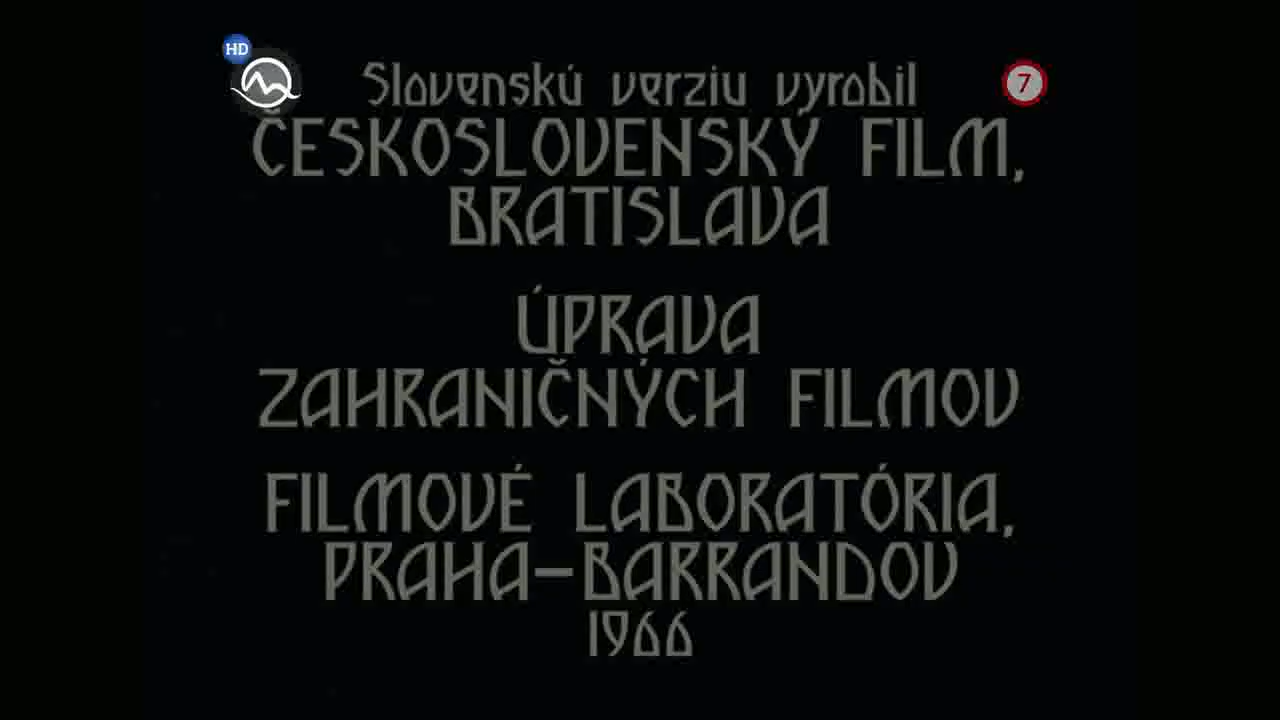 HD
7
Slovenskú verziu vyrobil
ČESKOSLOVENSKÝ FILM,
BRATISLAVA
ÚPRAVA
ZAHRANIČNÝCH FILMOV
FILMOVÉ LABORATÓRIA,
PRAHA–BARRANDOV
1966